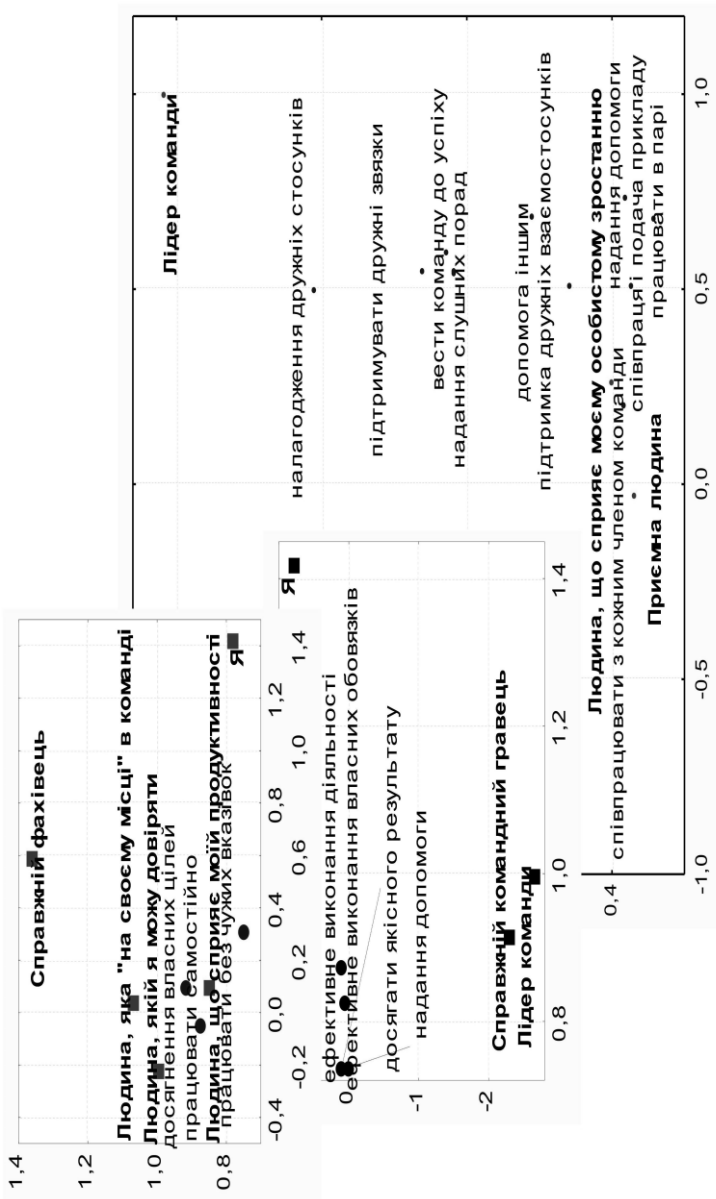 Лідер команди
налагодження дружніх стосунків
підтримувати дружні звязки
вести команду до успіху
надання слушних порад
допомога іншим
підтримка дружніх взаємостосунків
Людина, що сприяє моєму особистому зростанню
співпрацювати з кожним членом команди
надання допомоги
співпраця і подача прикладу
працювати в парі
Приємна людина
0,4
-1,0
-0,5
0,0
0,5
1,0
Я
ефективне виконання діяльності
ефективне виконання власних обовязків
досягати якісного результату
надання допомоги
Справжній командний гравець
Лідер команди
0
-1
-2
0,8
1,0
1,2
1,4
Справжній фахівець
Людина, яка "на своєму місці" в команді
Людина, якій я можу довіряти
досягнення власних цілей
працювати самостійно
Людина, що сприяє моїй продуктивності
працювати без чужих вказівок
Я
1,4
1,2
1,0
0,8
-0,4
-0,2
0,0
0,2
0,4
0,6
0,8
1,0
1,2
1,4